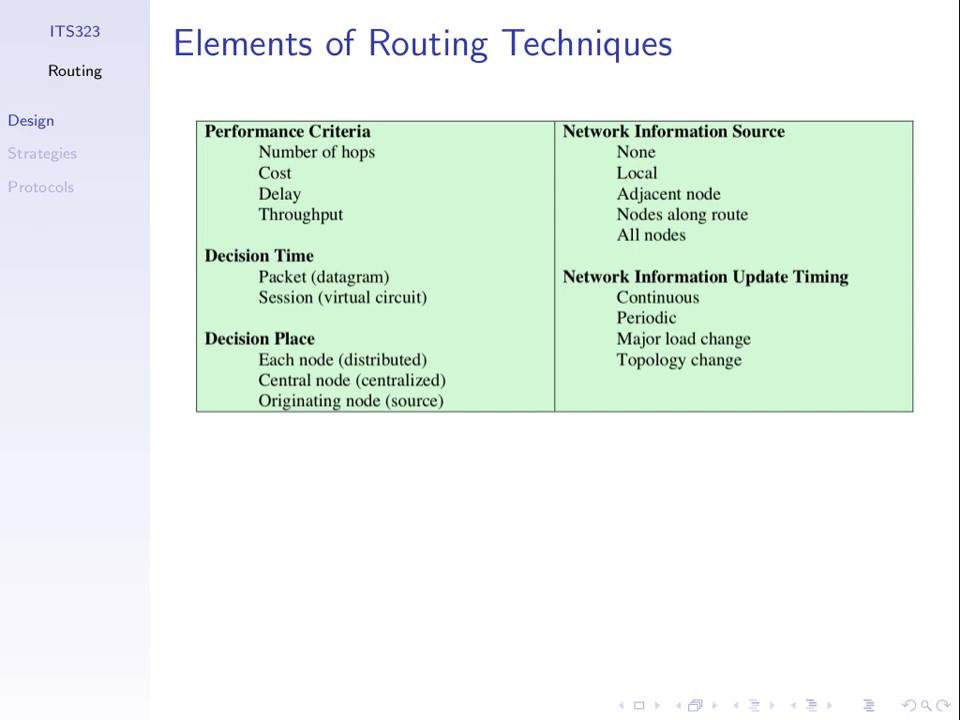 ITS323
Routing
Design
Strategies
Protocols
Elements of Routing Techniques
Performance Criteria
Number of hops
Cost
Delay
Throughput
Decision Time
Packet (datagram)
Session (virtual circuit)
Decision Place
Each node (distributed)
Central node (centralized)
Originating node (source)
Network Information Source
None
Local
Adjacent node
Nodes along route
All nodes
Network Information Update Timing
Continuous
Periodic
Major load change
Topology change